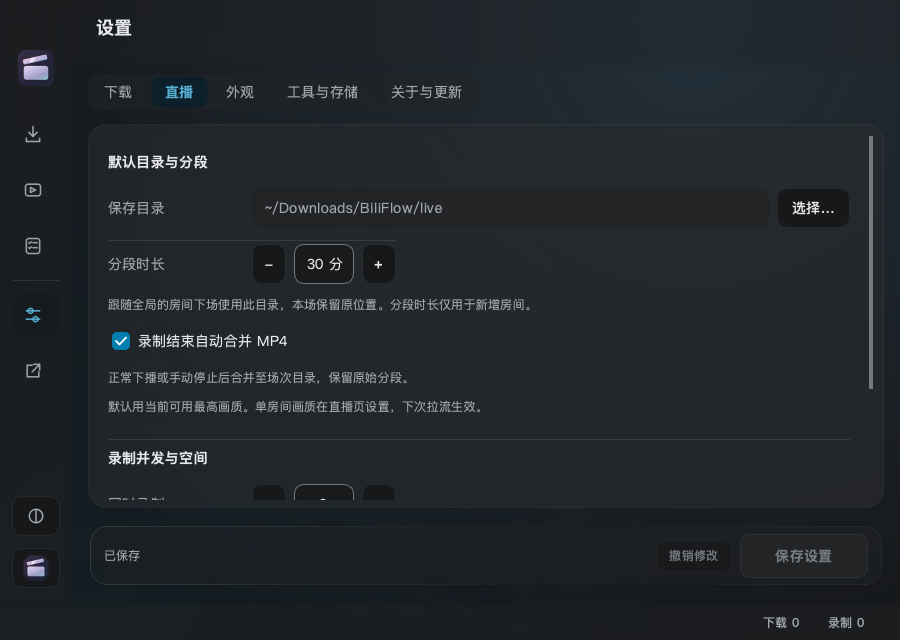 设置
下载 直播 外观 工具与存储 关于与更新
默认目录与分段
保存目录 ~/Downloads/BiliFlow/live 选择...
分段时长 − 30 分 +
跟随全局的房间下场使用此目录，本场保留原位置。分段时长仅用于新增房间。
录制结束自动合并 MP4
正常下播或手动停止后合并至场次目录，保留原始分段。
默认用当前可用最高画质。单房间画质在直播页设置，下次拉流生效。
录制并发与空间
已保存 撤销修改 保存设置
下载 0 录制 0